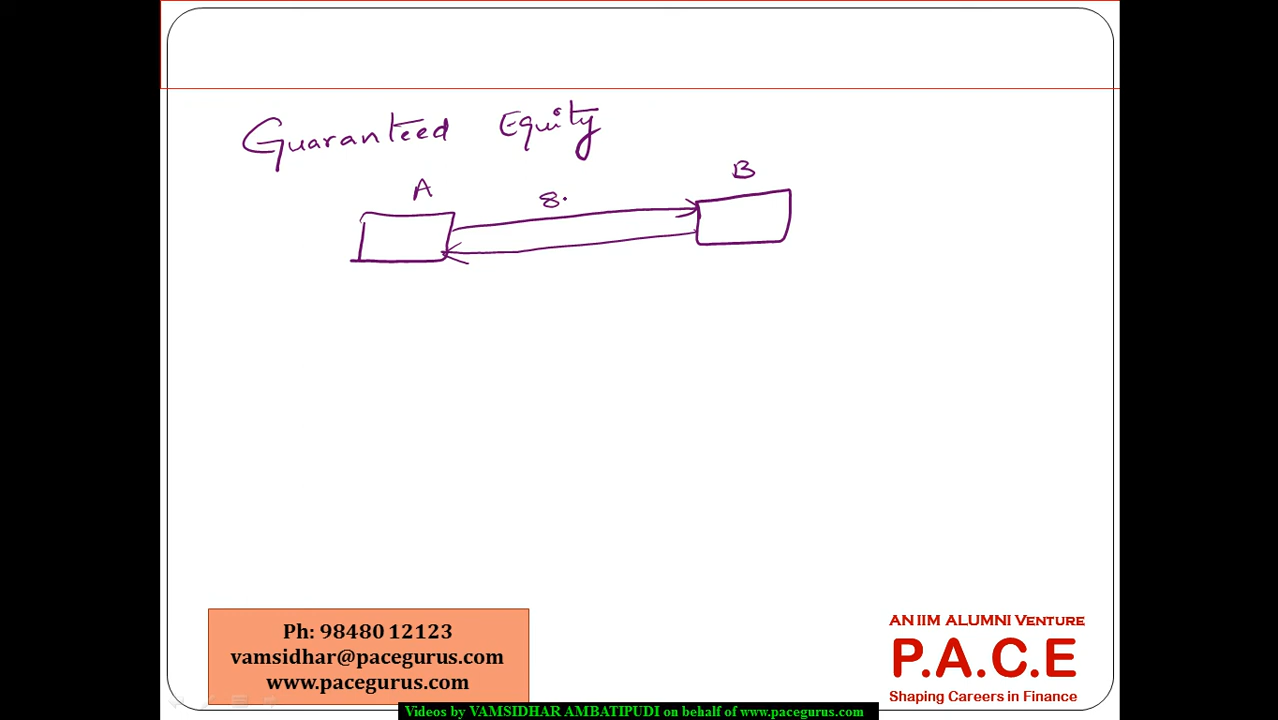 Guaranteed Equity
A
B
8.
Ph: 98480 12123
vamsidhar@pacegurus.com
www.pacegurus.com
AN IIM ALUMNI VENTURE
P.A.C.E
Shaping Careers in Finance
Videos by VAMSIDHAR AMBATIPUDI on behalf of www.pacegurus.com